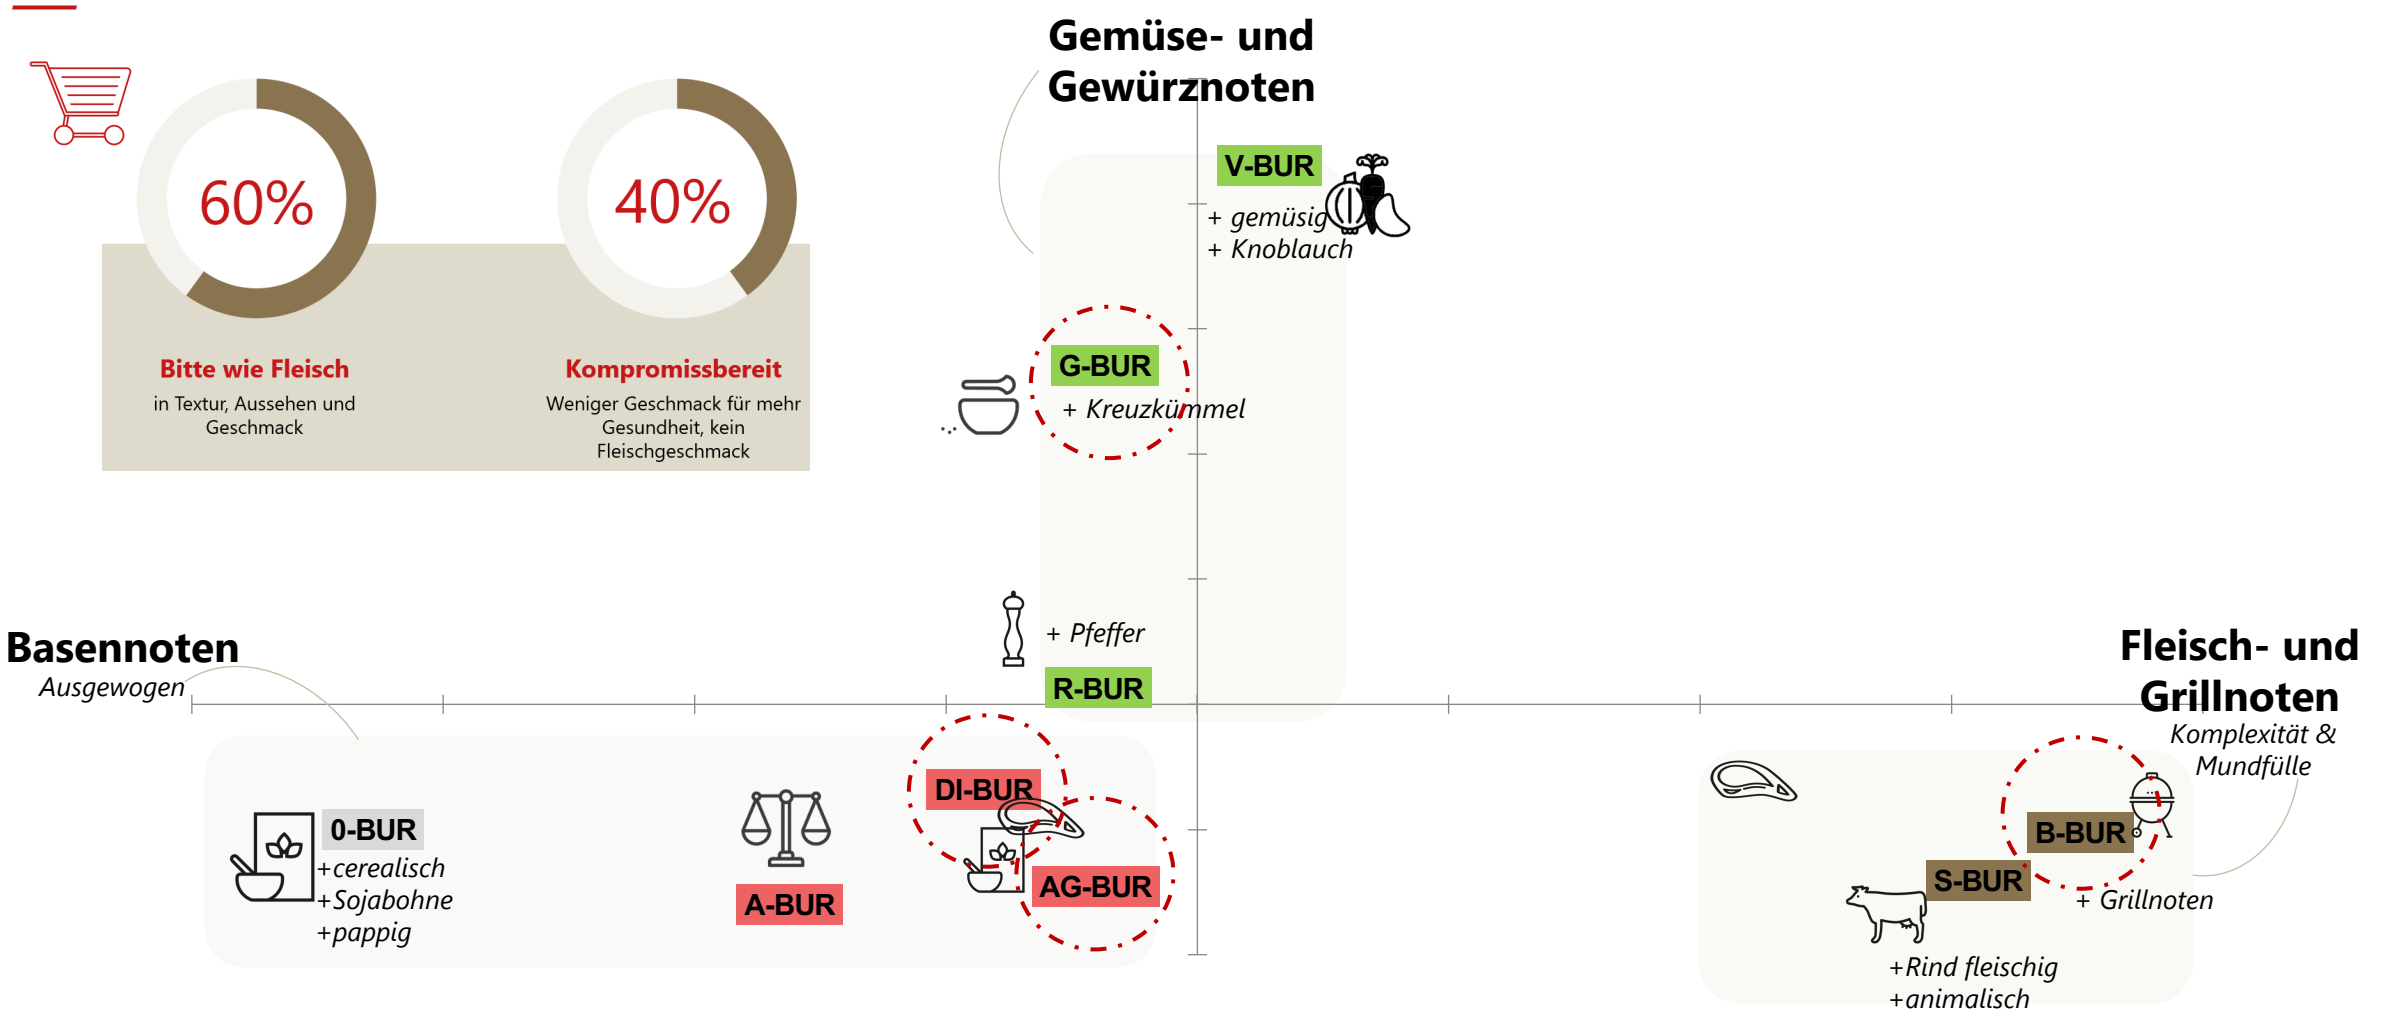 Gemüse- und
Gewürznoten
60%
40%
Bitte wie Fleisch
in Textur, Aussehen und
Geschmack
Kompromissbereit
Weniger Geschmack für mehr
Gesundheit, kein
Fleischgeschmack
V-BUR
+ gemüsig
+ Knoblauch
G-BUR
+ Kreuzkümmel
+ Pfeffer
R-BUR
Basennoten
Ausgewogen
Fleisch- und
Grillnoten
Komplexität &
Mundfülle
0-BUR
+cerealisch
+Sojabohne
+pappig
A-BUR
DI-BUR
AG-BUR
B-BUR
+ Grillnoten
S-BUR
+Rind fleischig
+animalisch